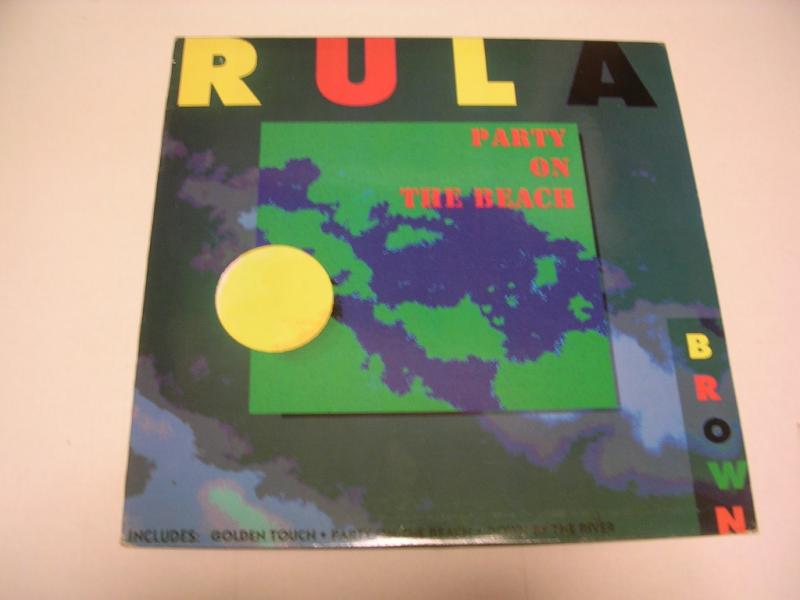 RULA
PARTY
ON
THE BEACH
BROWN
INCLUDES: GOLDEN TOUCH • PARTY ON THE BEACH • DOWN BY THE RIVER